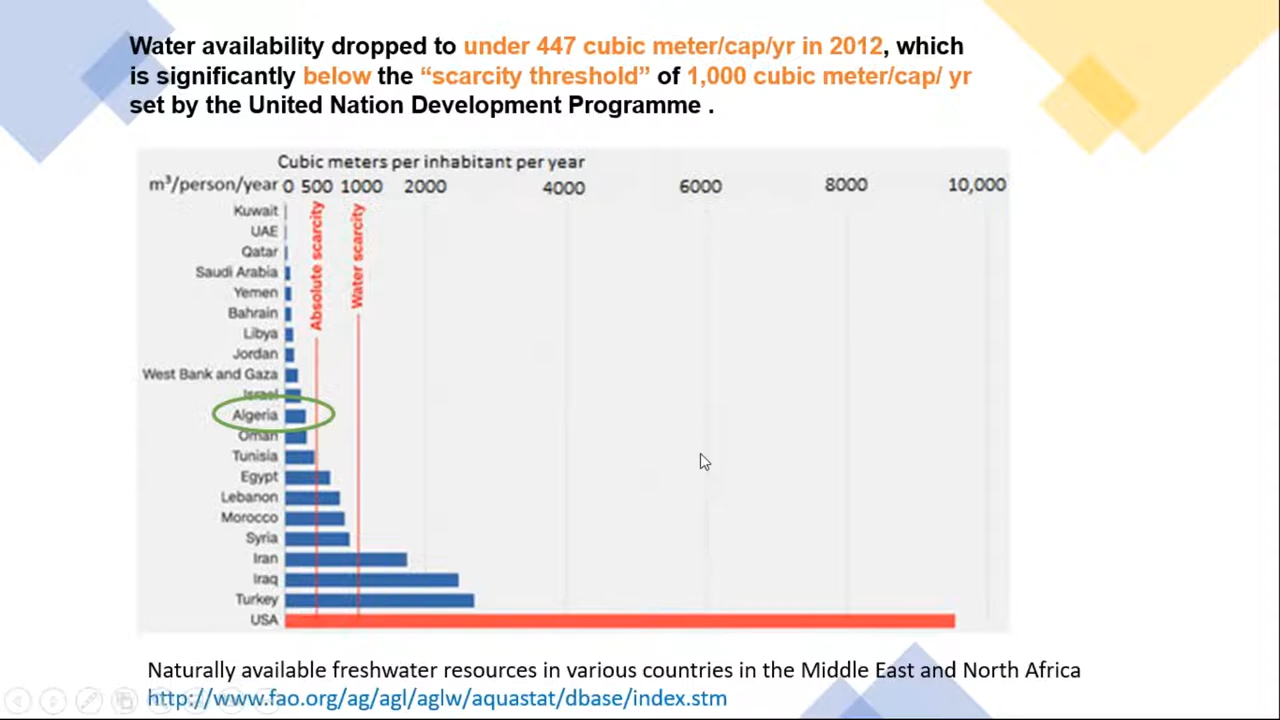 Water availability dropped to under 447 cubic meter/cap/yr in 2012, which
is significantly below the “scarcity threshold” of 1,000 cubic meter/cap/ yr
set by the United Nation Development Programme .
Cubic meters per inhabitant per year
m³/person/year 0 500 1000 2000 4000 6000 8000 10,000
Absolute scarcity
Water scarcity
Kuwait
UAE
Qatar
Saudi Arabia
Yemen
Bahrain
Libya
Jordan
West Bank and Gaza
Israel
Algeria
Oman
Tunisia
Egypt
Lebanon
Morocco
Syria
Iran
Iraq
Turkey
USA
Naturally available freshwater resources in various countries in the Middle East and North Africa
http://www.fao.org/ag/agl/aglw/aquastat/dbase/index.stm